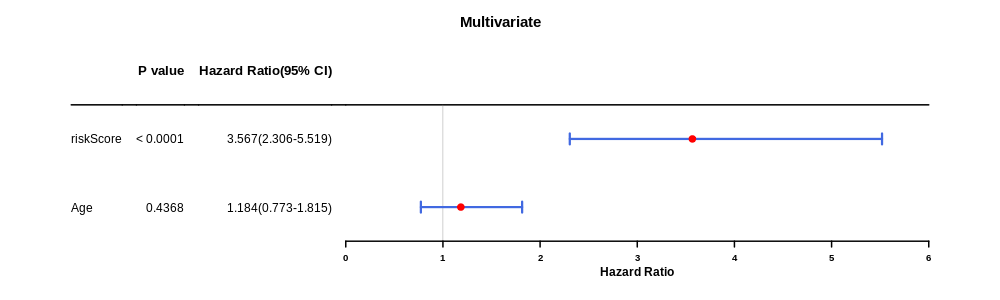 Multivariate
P value Hazard Ratio(95% CI)
riskScore < 0.0001 3.567(2.306-5.519)
Age 0.4368 1.184(0.773-1.815)
0 1 2 3 4 5 6
Hazard Ratio